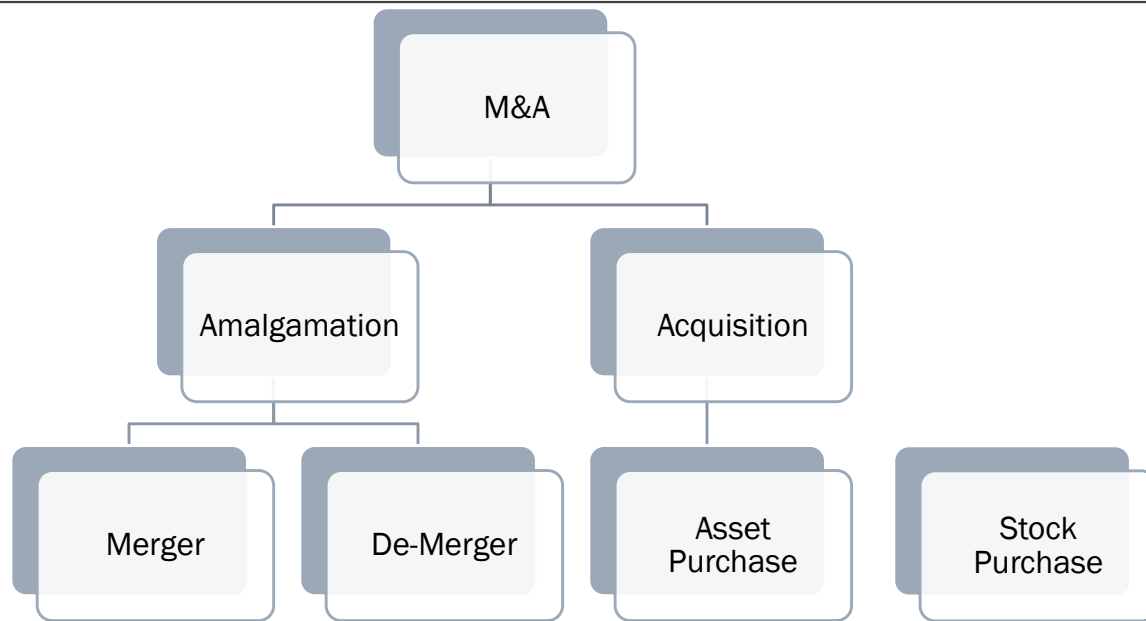 M&A
Amalgamation
Acquisition
Merger
De-Merger
Asset
Purchase
Stock
Purchase